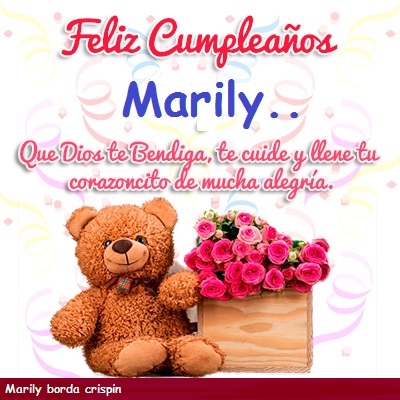 Feliz Cumpleaños
Marily..
Que Dios te Bendiga, te cuide y llene tu
corazoncito de mucha alegría.
Marily borda crispin